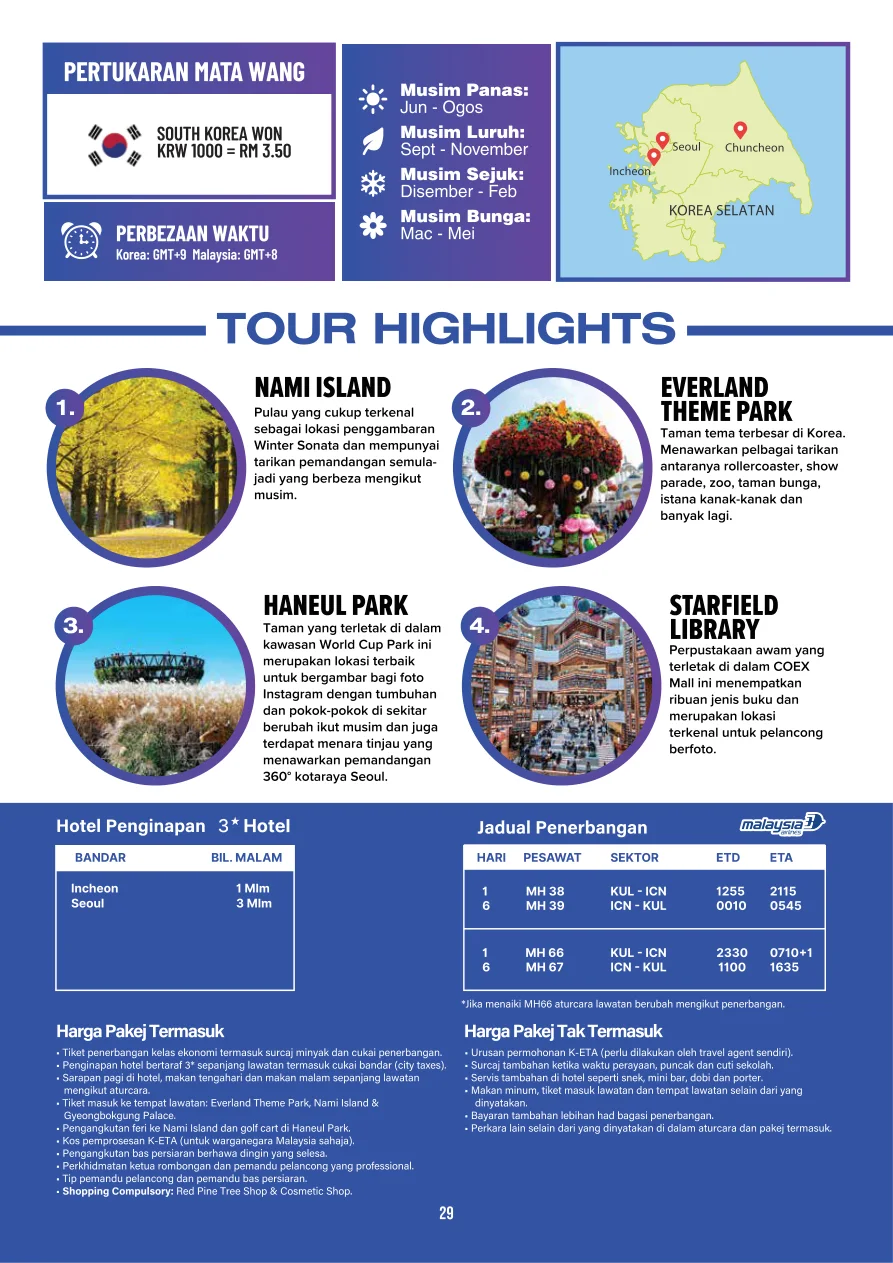 PERTUKARAN MATA WANG
SOUTH KOREA WON
KRW 1000 = RM 3.50
PERBEZAAN WAKTU
Korea: GMT+9 Malaysia: GMT+8
Musim Panas:
Jun - Ogos
Musim Luruh:
Sept - November
Musim Sejuk:
Disember - Feb
Musim Bunga:
Mac - Mei
Seoul
Chuncheon
Incheon
KOREA SELATAN
TOUR HIGHLIGHTS
1.
NAMI ISLAND
Pulau yang cukup terkenal
sebagai lokasi penggambaran
Winter Sonata dan mempunyai
tarikan pemandangan semula-
jadi yang berbeza mengikut
musim.
2.
EVERLAND
THEME PARK
Taman tema terbesar di Korea.
Menawarkan pelbagai tarikan
antaranya rollercoaster, show
parade, zoo, taman bunga,
istana kanak-kanak dan
banyak lagi.
3.
HANEUL PARK
Taman yang terletak di dalam
kawasan World Cup Park ini
merupakan lokasi terbaik
untuk bergambar bagi foto
Instagram dengan tumbuhan
dan pokok-pokok di sekitar
berubah ikut musim dan juga
terdapat menara tinjau yang
menawarkan pemandangan
360° kotaraya Seoul.
4.
STARFIELD
LIBRARY
Perpustakaan awam yang
terletak di dalam COEX
Mall ini menempatkan
ribuan jenis buku dan
merupakan lokasi
terkenal untuk pelancong
berfoto.
Hotel Penginapan 3★ Hotel
BANDAR BIL. MALAM
Incheon 1 Mlm
Seoul 3 Mlm
Jadual Penerbangan
malaysia
airlines
HARI PESAWAT SEKTOR ETD ETA
1 MH 38 KUL - ICN 1255 2115
6 MH 39 ICN - KUL 0010 0545
1 MH 66 KUL - ICN 2330 0710+1
6 MH 67 ICN - KUL 1100 1635
*Jika menaiki MH66 aturcara lawatan berubah mengikut penerbangan.
Harga Pakej Termasuk
• Tiket penerbangan kelas ekonomi termasuk surcaj minyak dan cukai penerbangan.
• Penginapan hotel bertaraf 3* sepanjang lawatan termasuk cukai bandar (city taxes).
• Sarapan pagi di hotel, makan tengahari dan makan malam sepanjang lawatan
mengikut aturcara.
• Tiket masuk ke tempat lawatan: Everland Theme Park, Nami Island &
Gyeongbokgung Palace.
• Pengangkutan feri ke Nami Island dan golf cart di Haneul Park.
• Kos pemprosesan K-ETA (untuk warganegara Malaysia sahaja).
• Pengangkutan bas persiaran berhawa dingin yang selesa.
• Perkhidmatan ketua rombongan dan pemandu pelancong yang professional.
• Tip pemandu pelancong dan pemandu bas persiaran.
• Shopping Compulsory: Red Pine Tree Shop & Cosmetic Shop.
Harga Pakej Tak Termasuk
• Urusan permohonan K-ETA (perlu dilakukan oleh travel agent sendiri).
• Surcaj tambahan ketika waktu perayaan, puncak dan cuti sekolah.
• Servis tambahan di hotel seperti snek, mini bar, dobi dan porter.
• Makan minum, tiket masuk lawatan dan tempat lawatan selain dari yang
dinyatakan.
• Bayaran tambahan lebihan had bagasi penerbangan.
• Perkara lain selain dari yang dinyatakan di dalam aturcara dan pakej termasuk.
29